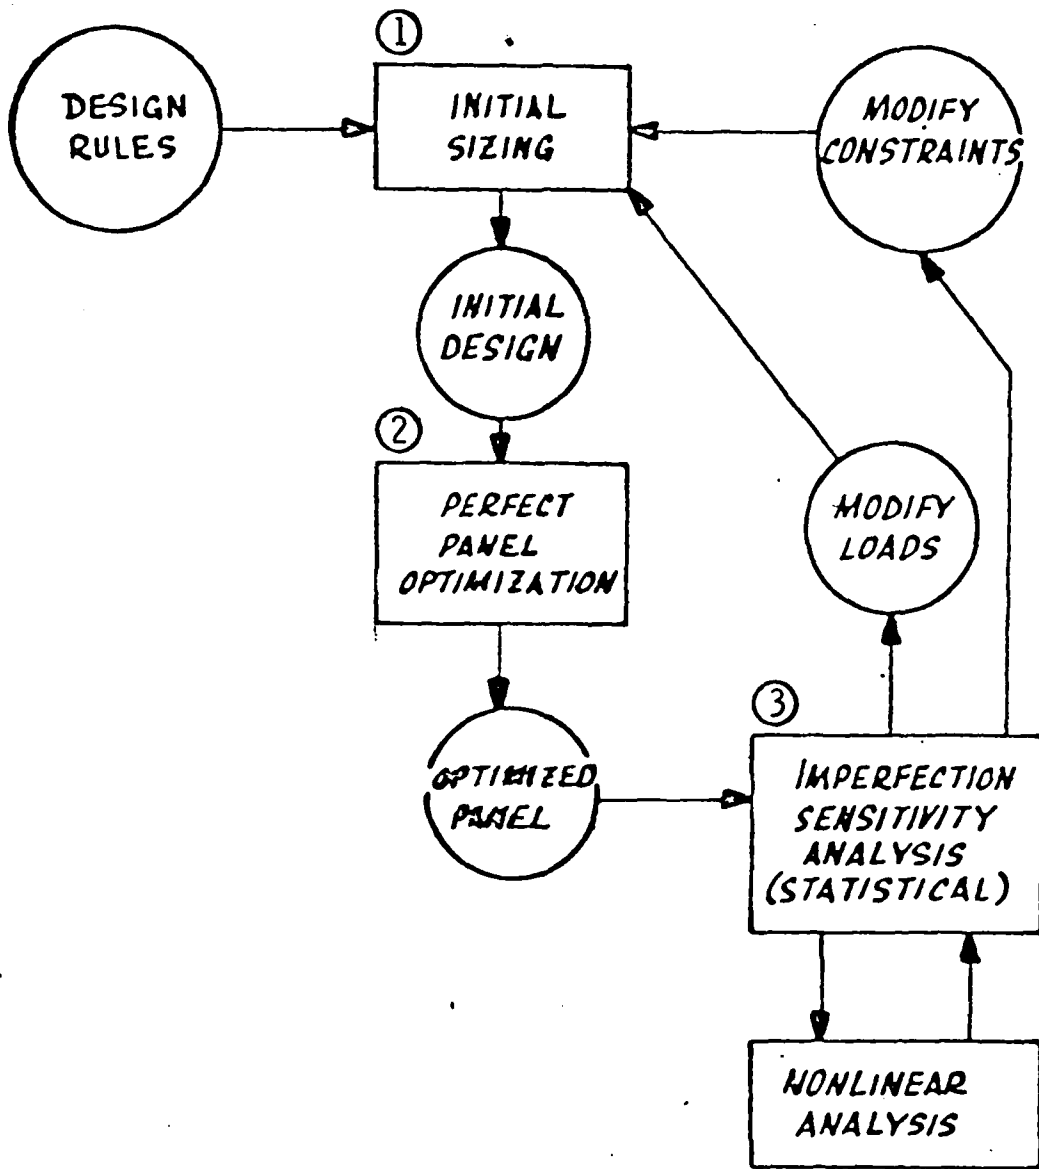 ①
DESIGN
RULES
INITIAL
SIZING
MODIFY
CONSTRAINTS
INITIAL
DESIGN
②
PERFECT
PANEL
OPTIMIZATION
MODIFY
LOADS
③
OPTIMIZED
PANEL
IMPERFECTION
SENSITIVITY
ANALYSIS
(STATISTICAL)
NONLINEAR
ANALYSIS